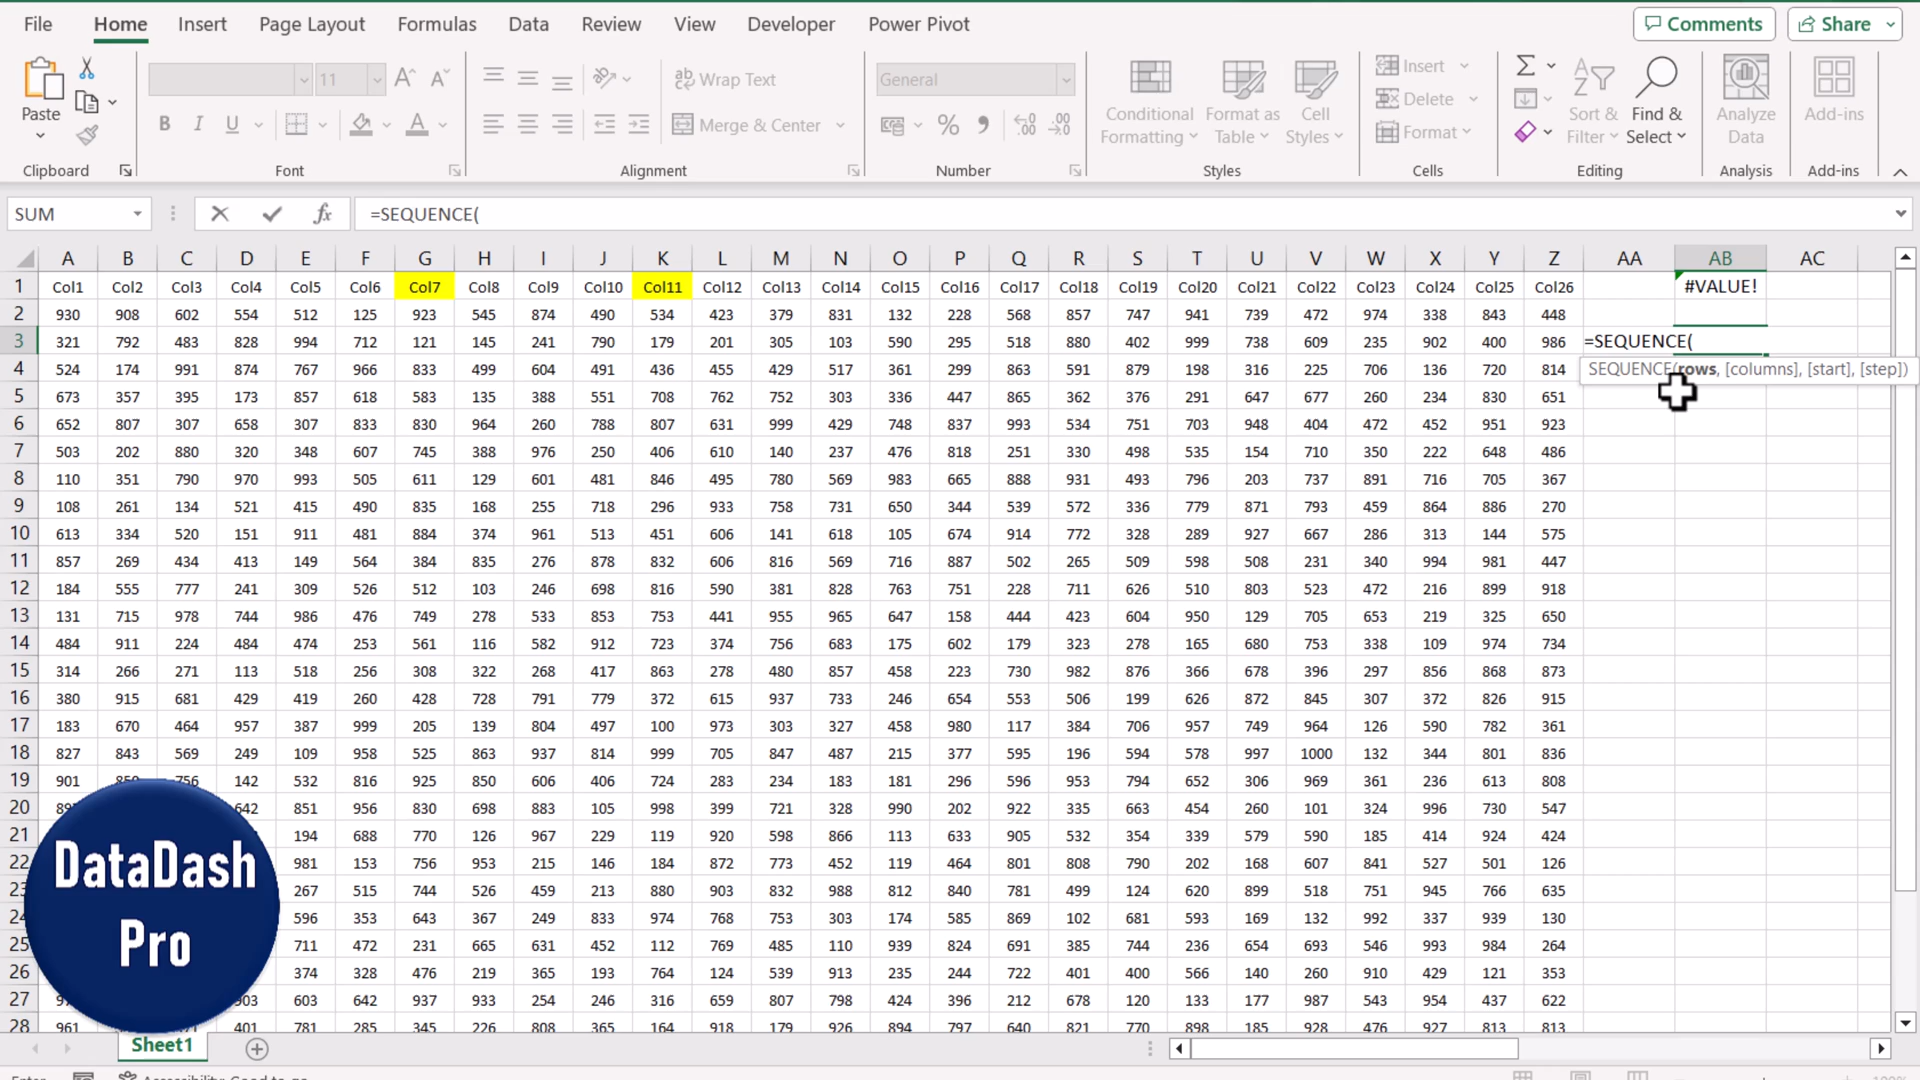 File Home Insert Page Layout Formulas Data Review View Developer Power Pivot Comments Share
Paste 11 Wrap Text General Insert
B I U Merge & Center Conditional Formatting Format as Table Cell Styles Delete Format Sort & Filter Find & Select Analyze Data Add-ins
Clipboard Font Alignment Number Styles Cells Editing Analysis Add-ins
SUM fx =SEQUENCE(
A B C D E F G H I J K L M N O P Q R S T U V W X Y Z AA AB AC
1 Col1 Col2 Col3 Col4 Col5 Col6 Col7 Col8 Col9 Col10 Col11 Col12 Col13 Col14 Col15 Col16 Col17 Col18 Col19 Col20 Col21 Col22 Col23 Col24 Col25 Col26 #VALUE!
2 930 908 602 554 512 125 923 545 874 490 534 423 379 831 132 228 568 857 747 941 739 472 974 338 843 448
3 321 792 483 828 994 712 121 145 241 790 179 201 305 103 590 295 518 880 402 999 738 609 235 902 400 986 =SEQUENCE(
4 524 174 991 874 767 966 833 499 604 491 436 455 429 517 361 299 863 591 879 198 316 225 706 136 720 814 SEQUENCE(rows, [columns], [start], [step])
5 673 357 395 173 857 618 583 135 388 551 708 762 752 303 336 447 865 362 376 291 647 677 260 234 830 651
6 652 807 307 658 307 833 830 964 260 788 807 631 999 429 748 837 993 534 751 703 948 404 472 452 951 923
7 503 202 880 320 348 607 745 388 976 250 406 610 140 237 476 818 251 330 498 535 154 710 350 222 648 486
8 110 351 790 970 993 505 611 129 601 481 846 495 780 569 983 665 888 931 493 796 203 737 891 716 705 367
9 108 261 134 521 415 490 835 168 255 718 296 933 758 731 650 344 539 572 336 779 871 793 459 864 886 270
10 613 334 520 151 911 481 884 374 961 513 451 606 141 618 105 674 914 772 328 289 927 667 286 313 144 575
11 857 269 434 413 149 564 384 835 276 878 832 606 816 569 716 887 502 265 509 598 508 231 340 994 981 447
12 184 555 777 241 309 526 512 103 246 698 816 590 381 828 763 751 228 711 626 510 803 523 472 216 899 918
13 131 715 978 744 986 476 749 278 533 853 753 441 955 965 647 158 444 423 604 950 129 705 653 219 325 650
14 484 911 224 484 474 253 561 116 582 912 723 374 756 683 175 602 179 323 278 165 680 753 338 109 974 734
15 314 266 271 113 518 256 308 322 268 417 863 278 480 857 458 223 730 982 876 366 678 396 297 856 868 873
16 380 915 681 429 419 260 428 728 791 779 372 615 937 733 246 654 553 506 199 626 872 845 307 372 826 915
17 183 670 464 957 387 999 205 139 804 497 100 973 303 327 458 980 117 384 706 957 749 964 126 590 782 361
18 827 843 569 249 109 958 525 863 937 814 999 705 847 487 215 377 595 196 594 578 997 1000 132 344 801 836
19 901 756 142 532 816 925 850 606 406 724 283 234 183 181 296 596 953 794 652 306 969 361 236 613 808
20 642 851 956 830 698 883 105 998 399 721 328 990 202 922 335 663 454 260 101 324 996 730 547
21 194 688 770 126 967 229 119 920 598 866 113 633 905 532 354 339 579 590 185 414 924 424
22 981 153 756 953 215 146 184 872 773 452 119 464 801 808 790 202 168 607 841 527 501 126
23 267 515 744 526 459 213 880 903 832 988 812 840 781 499 124 620 899 518 751 945 766 635
24 596 353 643 367 249 833 974 768 753 303 174 585 869 102 681 593 169 132 992 337 939 130
25 711 472 231 665 631 452 112 769 485 110 939 824 691 385 744 236 654 693 546 993 984 264
26 374 328 476 219 365 193 764 124 539 913 235 244 722 401 400 566 140 260 910 429 121 353
27 903 603 642 937 933 254 246 316 659 807 798 424 396 212 678 120 133 177 987 543 954 437 622
28 961 401 781 285 345 226 808 365 164 918 179 926 894 797 640 821 770 898 185 928 476 927 813 813
DataDash
Pro
Sheet1